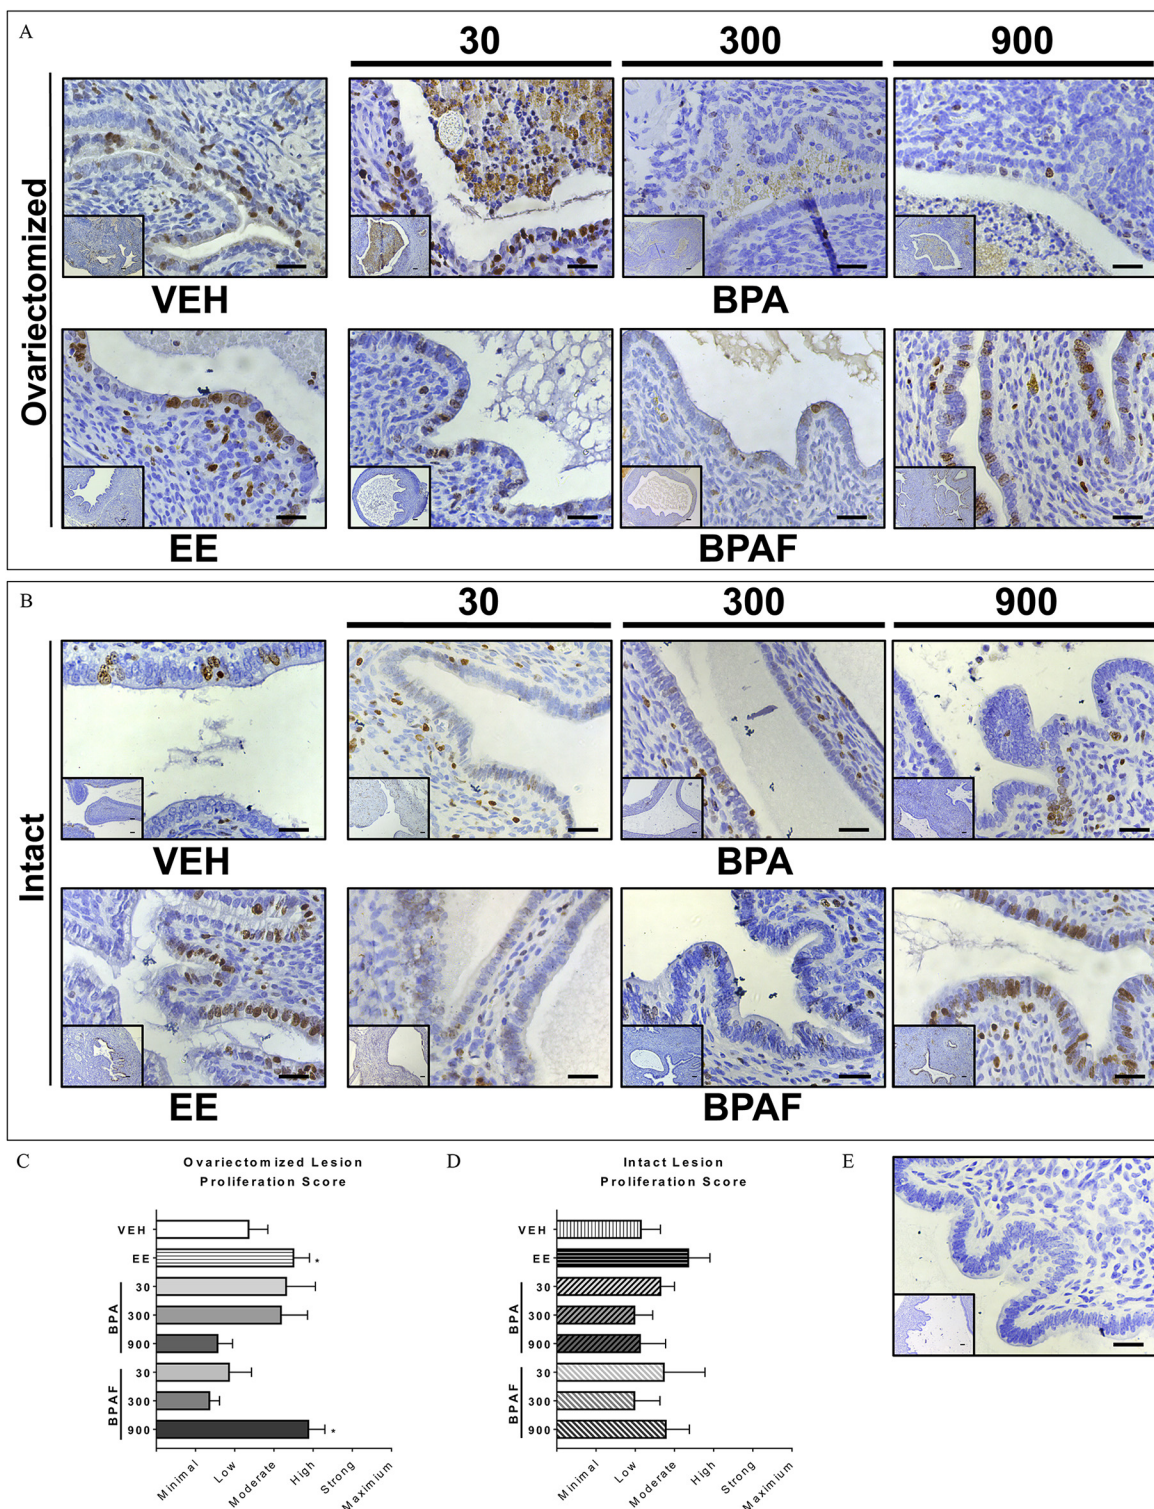 A
30
300
900
Ovariectomized
VEH
BPA
EE
BPAF
B
30
300
900
Intact
VEH
BPA
EE
BPAF
C
Ovariectomized Lesion
Proliferation Score
VEH
EE
*
BPA
30
300
900
BPAF
30
300
900
*
Minimal
Low
Moderate
High
Strong
Maximium
D
Intact Lesion
Proliferation Score
VEH
EE
BPA
30
300
900
BPAF
30
300
900
Minimal
Low
Moderate
High
Strong
Maximium
E